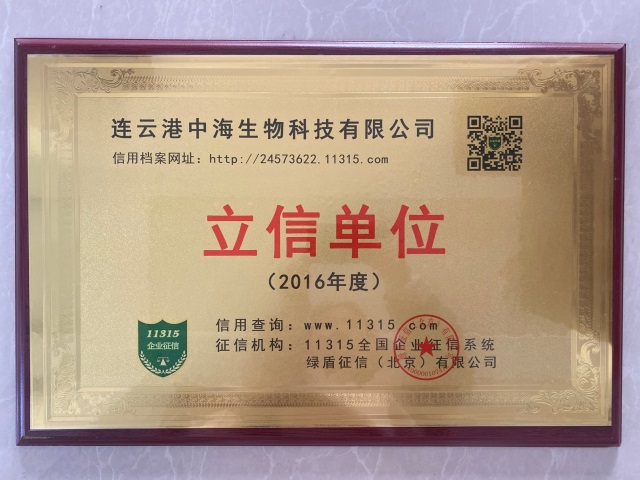 连云港中海生物科技有限公司
信用档案网址：http://24573622.11315.com
立信单位
（2016年度）
11315
企业征信
信用查询：www.11315.com
征信机构：11315全国企业征信系统
绿盾征信（北京）有限公司